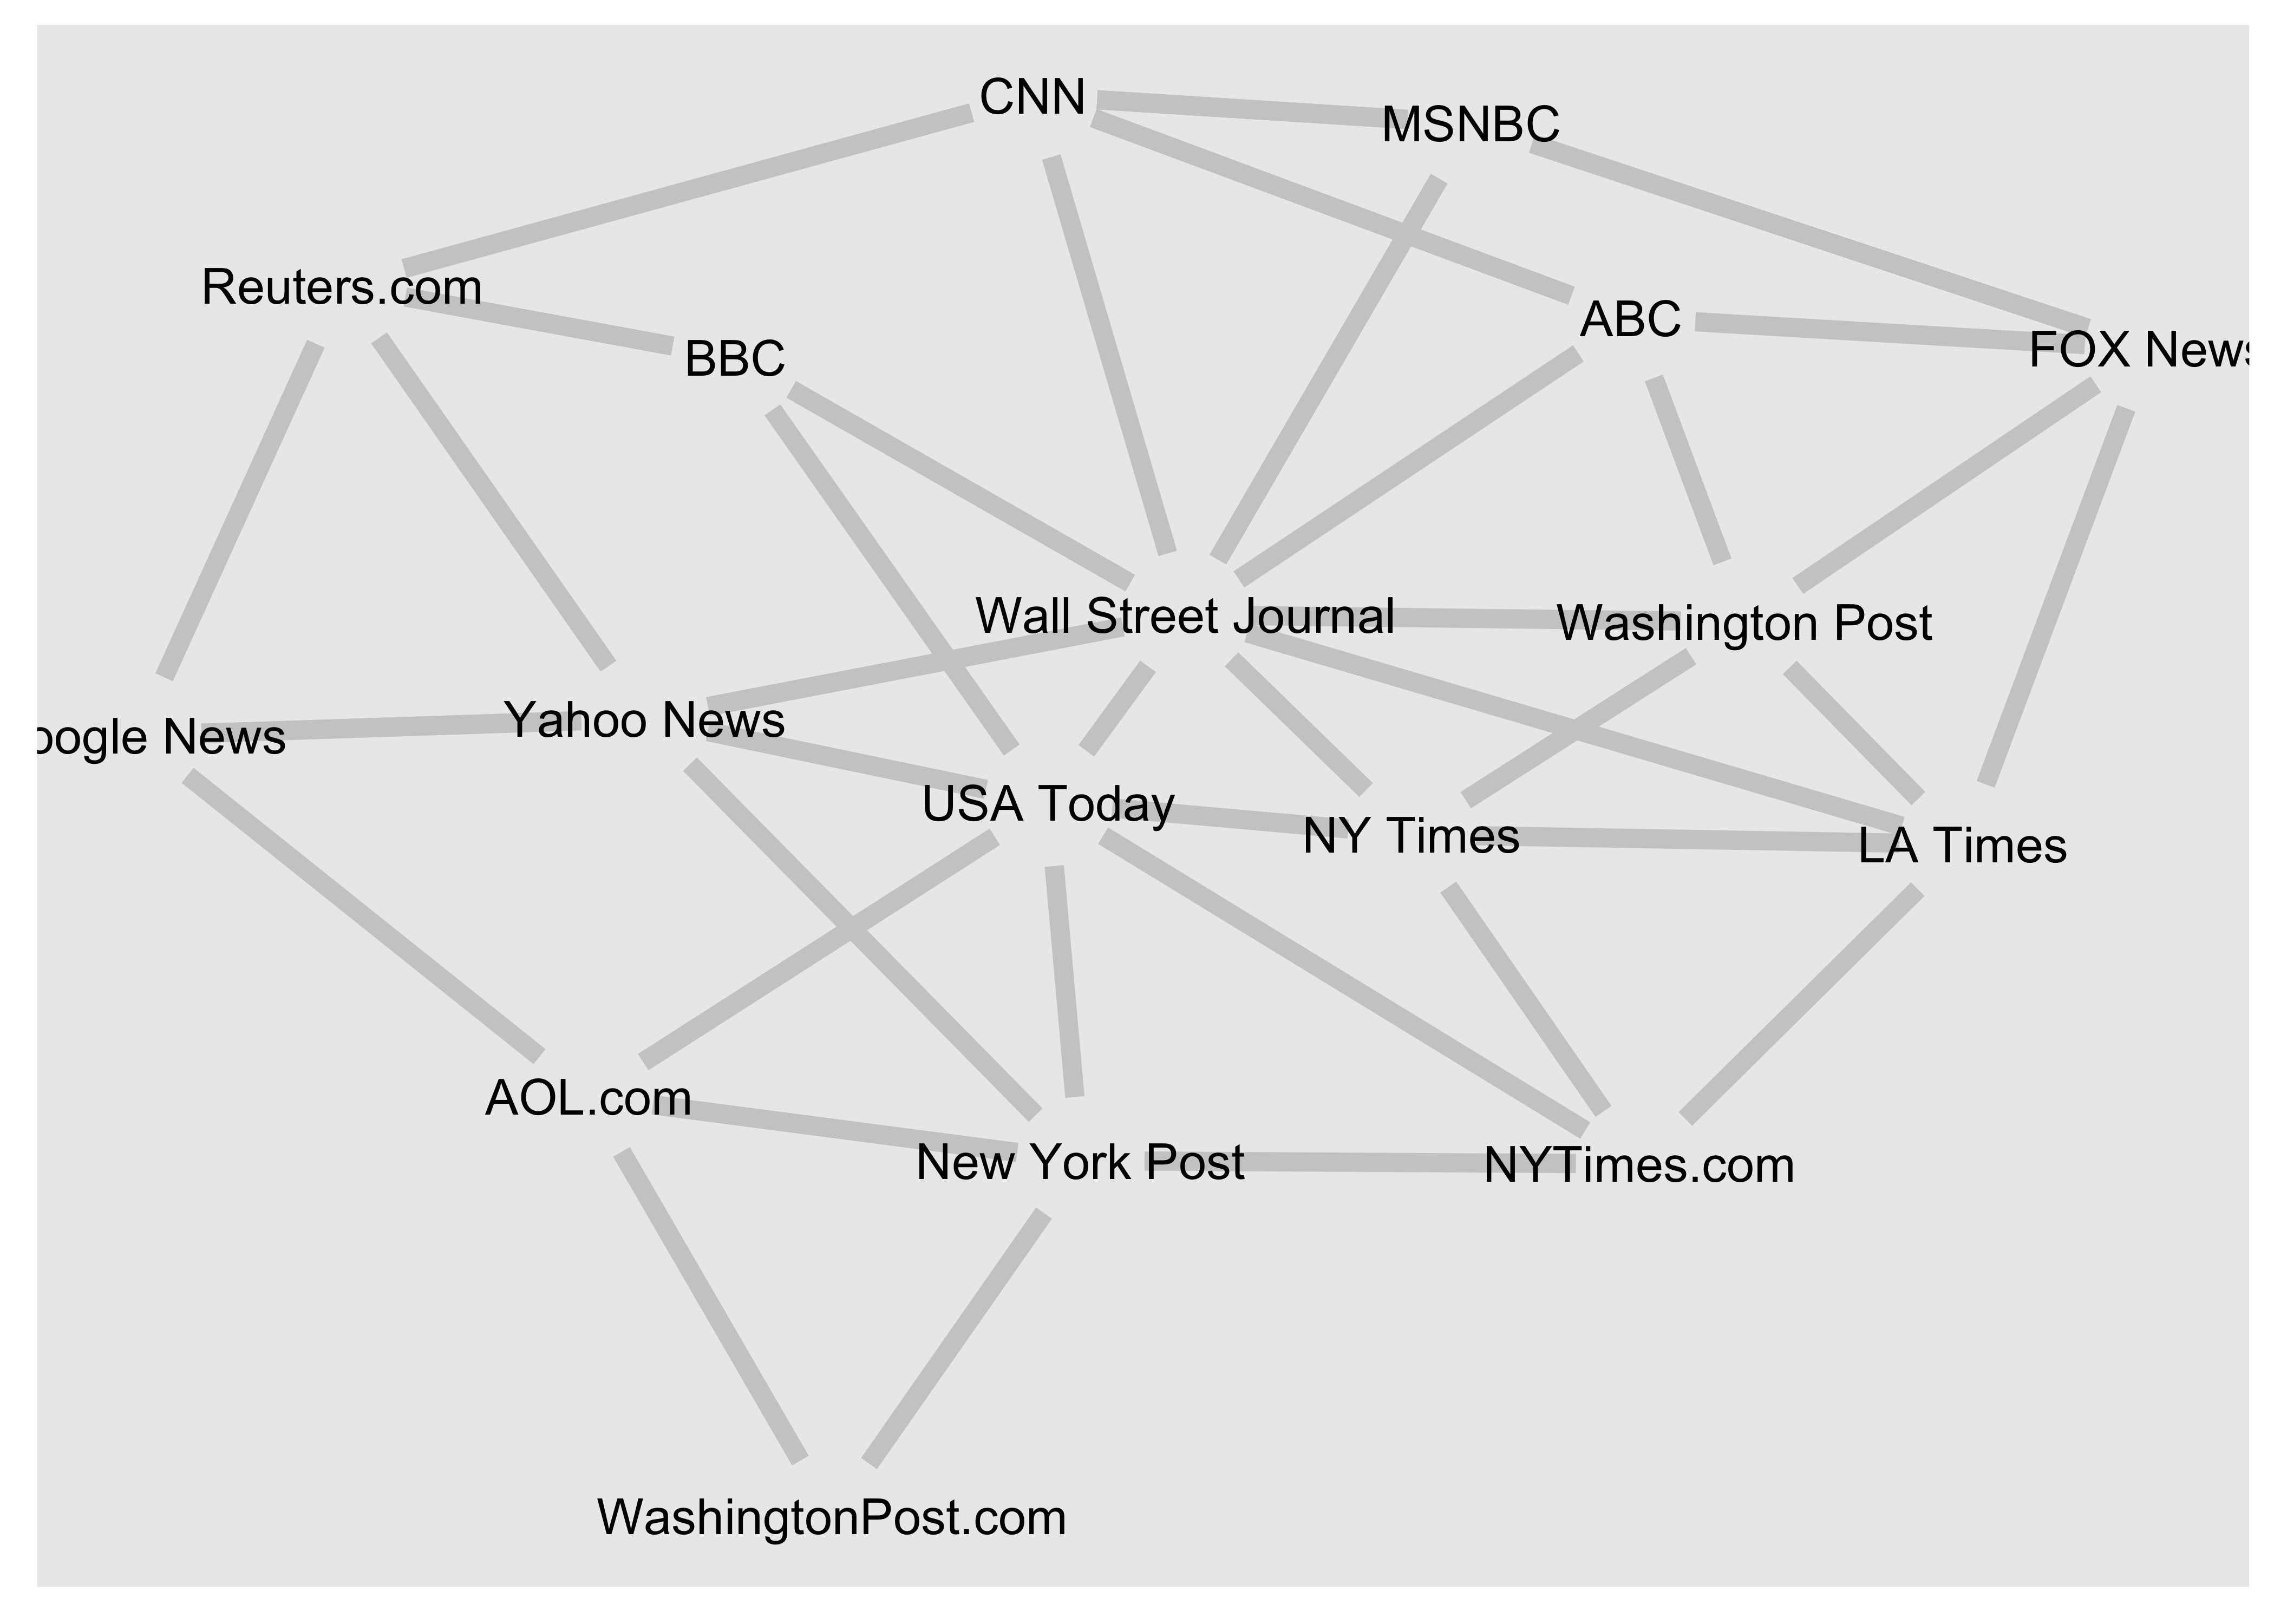 CNN
MSNBC
Reuters.com
ABC
FOX News
BBC
Wall Street Journal
Washington Post
Yahoo News
oogle News
USA Today
NY Times
LA Times
AOL.com
New York Post
NYTimes.com
WashingtonPost.com